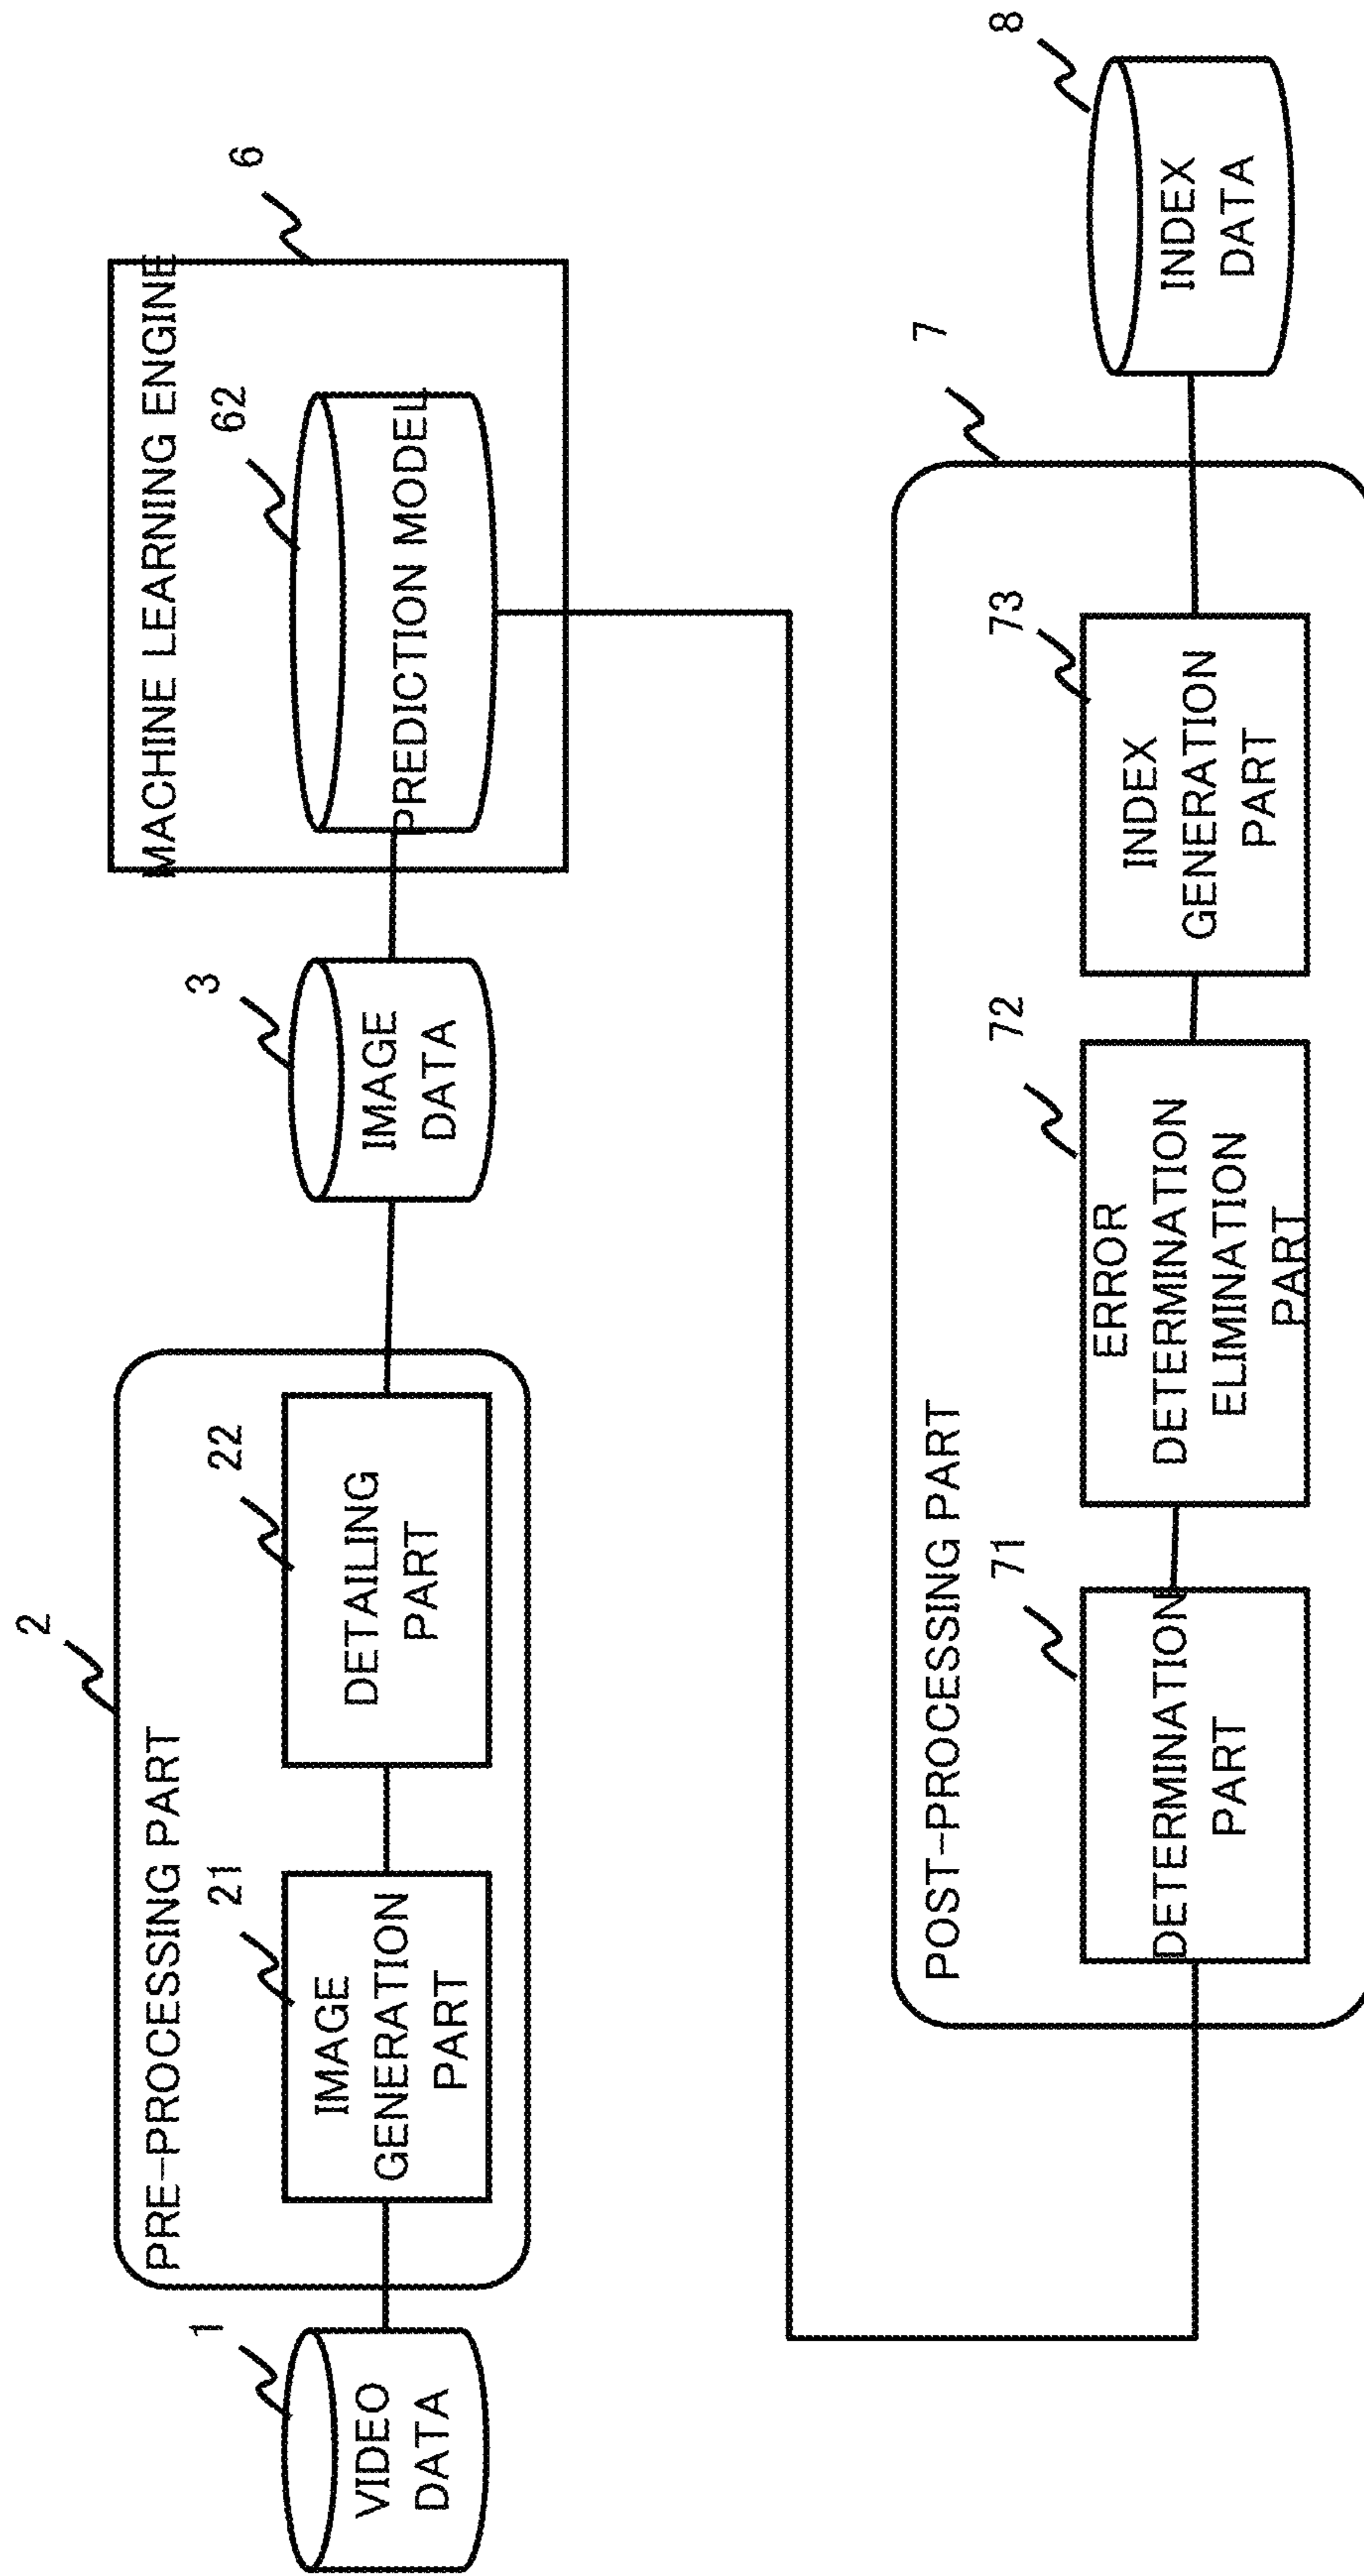 1
VIDEO
DATA
2
PRE-PROCESSING PART
21
IMAGE
GENERATION
PART
22
DETAILING
PART
3
IMAGE
DATA
6
MACHINE LEARNING ENGINE
62
PREDICTION MODEL
7
POST-PROCESSING PART
71
DETERMINATION
PART
72
ERROR
DETERMINATION
ELIMINATION
PART
73
INDEX
GENERATION
PART
8
INDEX
DATA